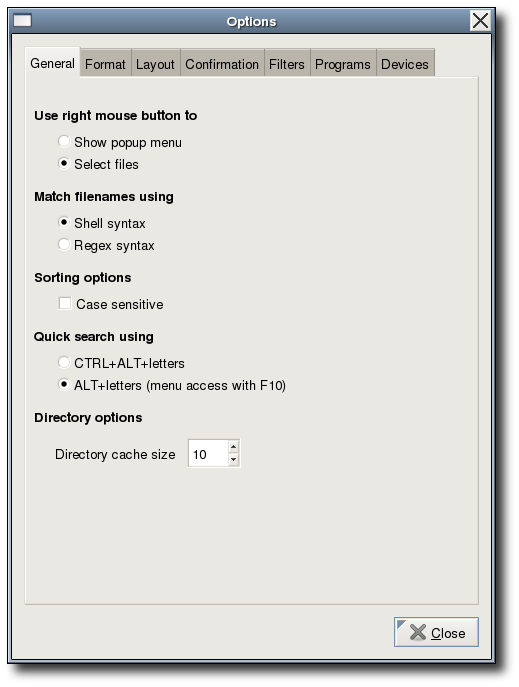 Options
General Format Layout Confirmation Filters Programs Devices
Use right mouse button to
Show popup menu
Select files
Match filenames using
Shell syntax
Regex syntax
Sorting options
Case sensitive
Quick search using
CTRL+ALT+letters
ALT+letters (menu access with F10)
Directory options
Directory cache size 10
Close